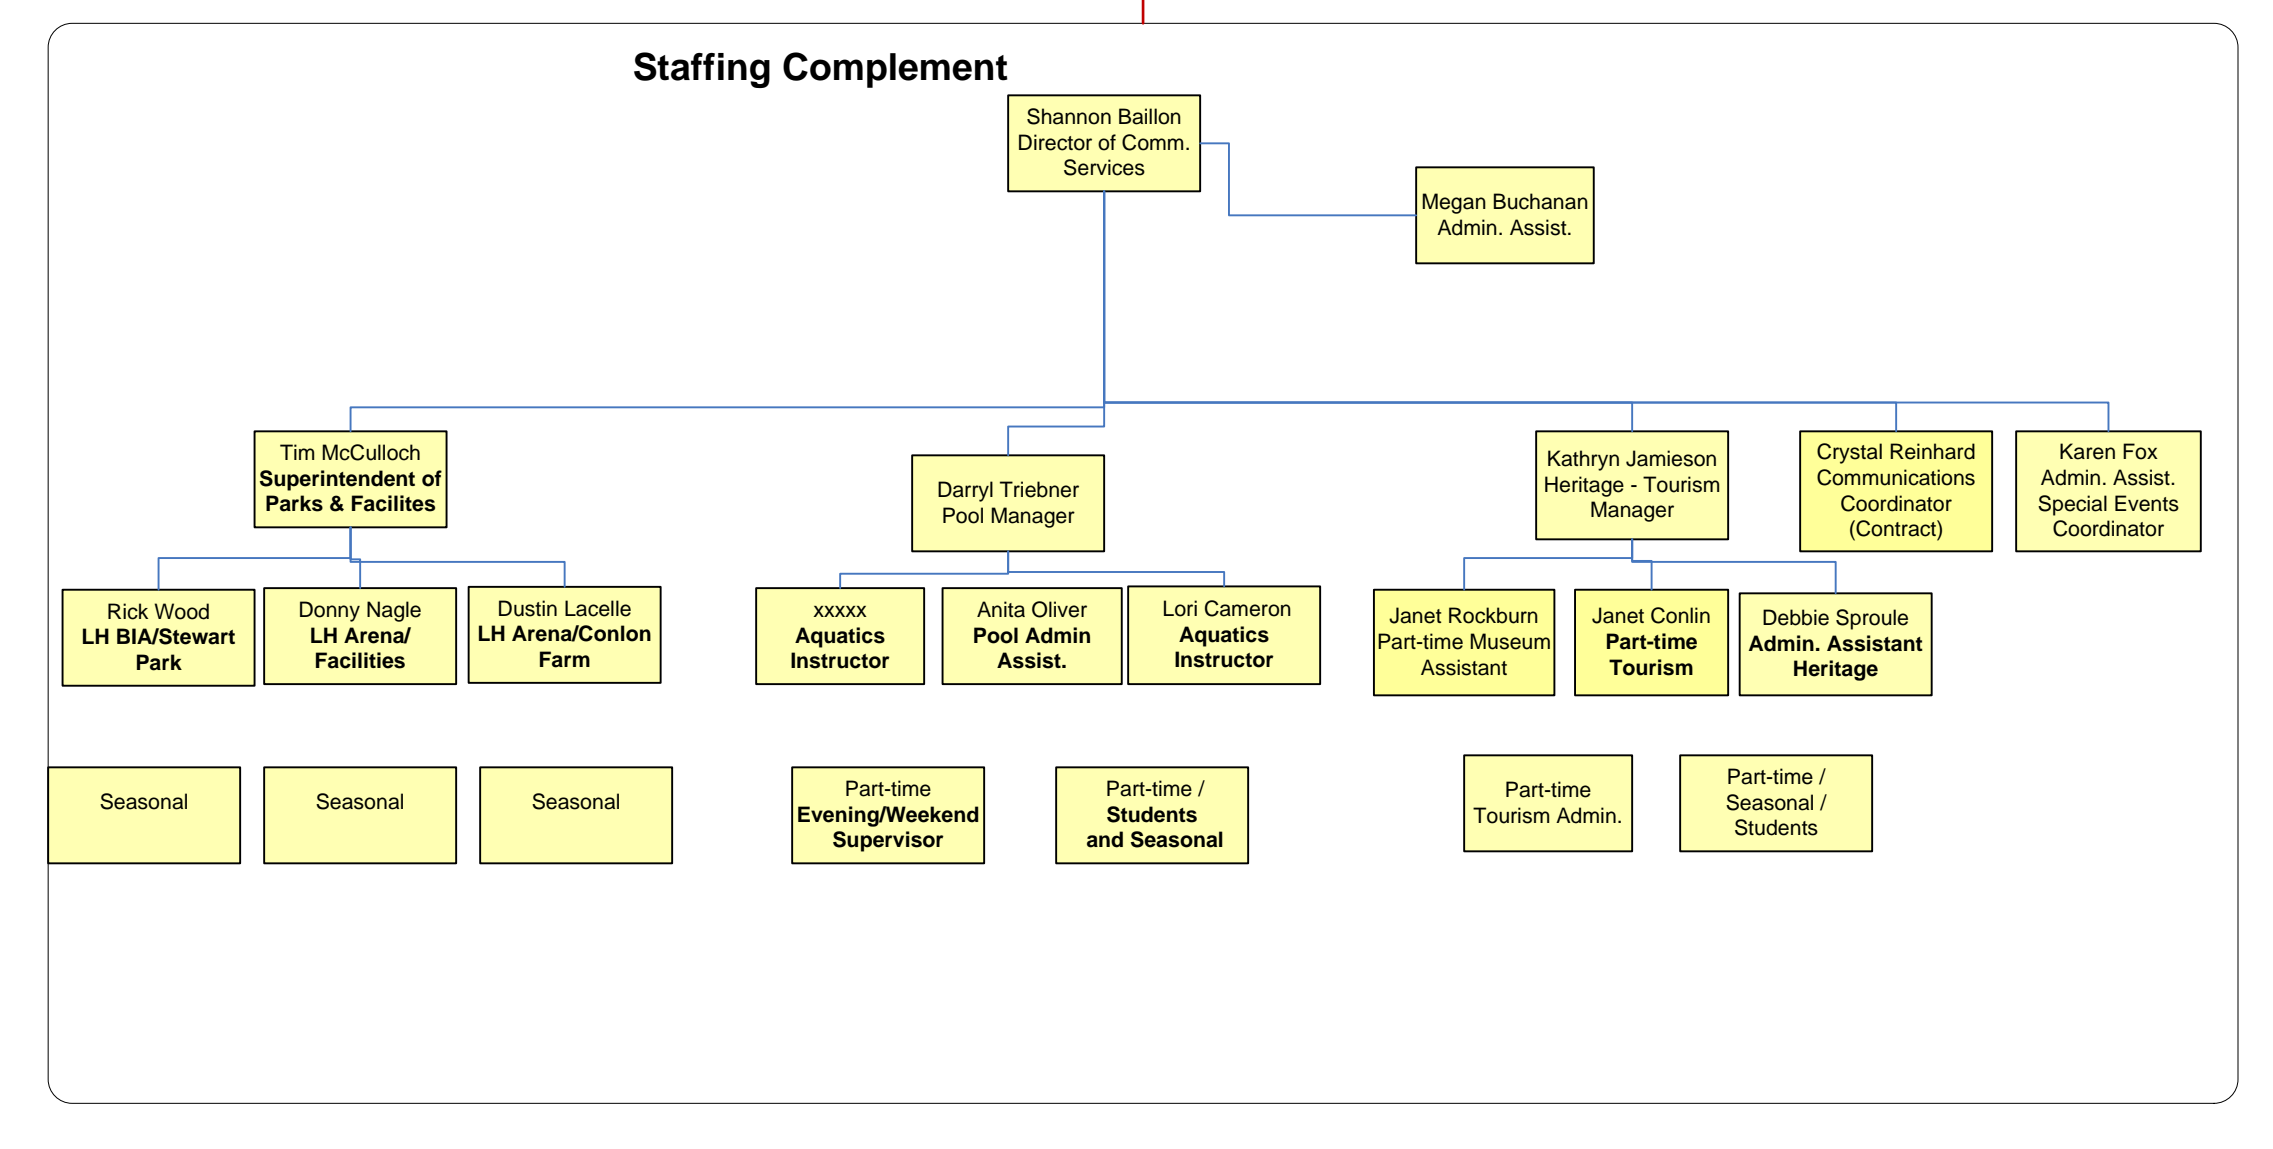 Staffing Complement
Shannon Baillon
Director of Comm.
Services
Megan Buchanan
Admin. Assist.
Tim McCulloch
Superintendent of
Parks & Facilites
Darryl Triebner
Pool Manager
Kathryn Jamieson
Heritage - Tourism
Manager
Crystal Reinhard
Communications
Coordinator
(Contract)
Karen Fox
Admin. Assist.
Special Events
Coordinator
Rick Wood
LH BIA/Stewart
Park
Donny Nagle
LH Arena/
Facilities
Dustin Lacelle
LH Arena/Conlon
Farm
xxxxx
Aquatics
Instructor
Anita Oliver
Pool Admin
Assist.
Lori Cameron
Aquatics
Instructor
Janet Rockburn
Part-time Museum
Assistant
Janet Conlin
Part-time
Tourism
Debbie Sproule
Admin. Assistant
Heritage
Seasonal
Seasonal
Seasonal
Part-time
Evening/Weekend
Supervisor
Part-time /
Students
and Seasonal
Part-time
Tourism Admin.
Part-time /
Seasonal /
Students